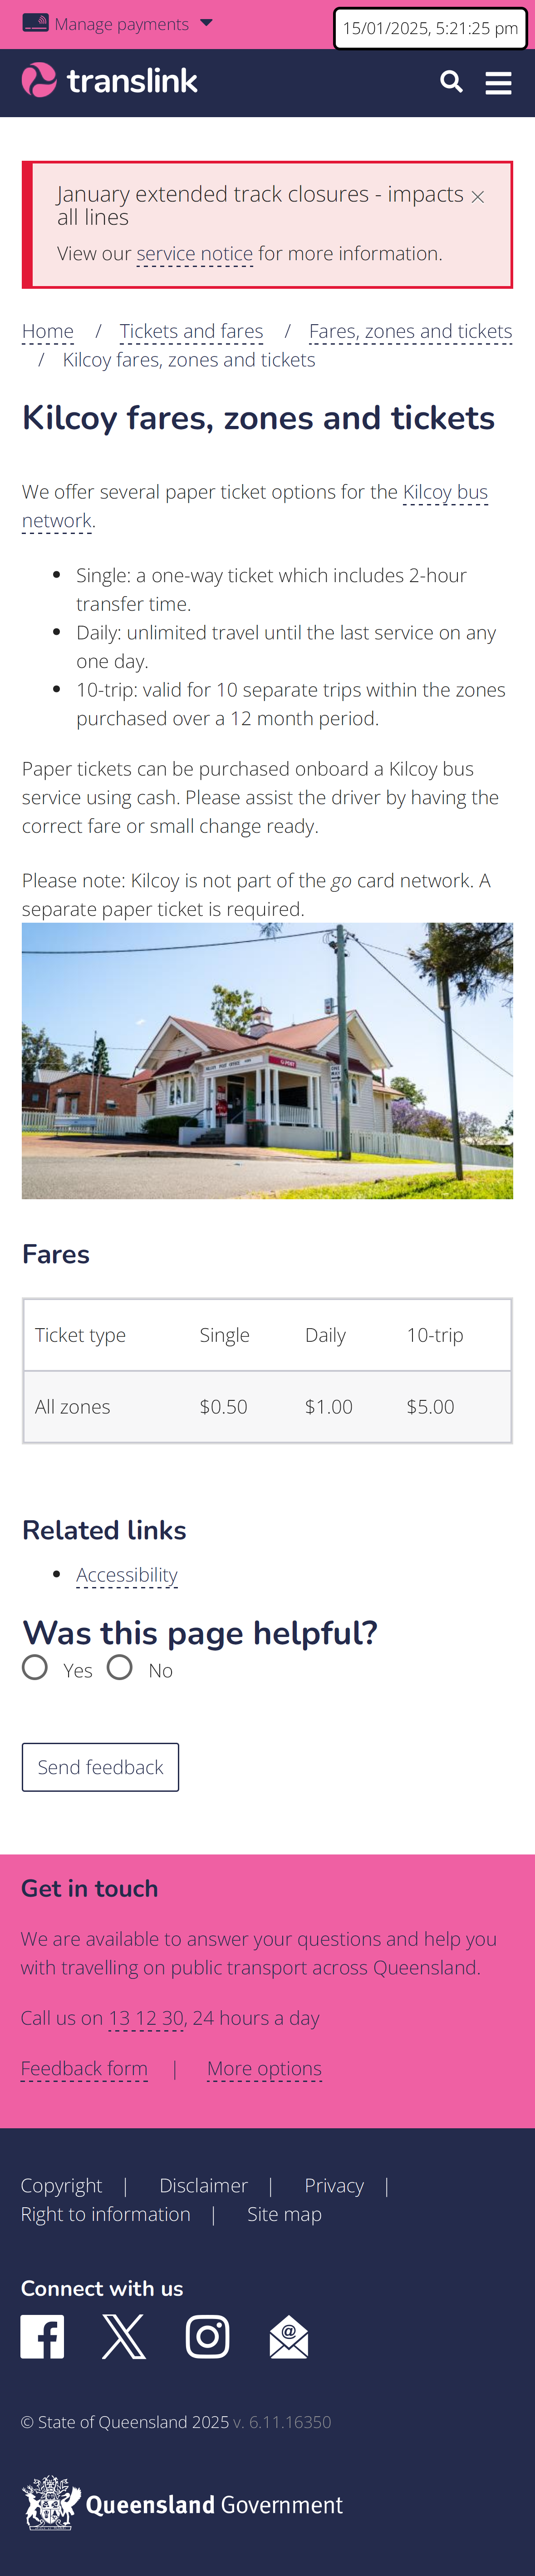 Manage payments
15/01/2025, 5:21:25 pm
translink
January extended track closures - impacts
all lines
View our service notice for more information.
Home / Tickets and fares / Fares, zones and tickets
/ Kilcoy fares, zones and tickets
Kilcoy fares, zones and tickets
We offer several paper ticket options for the Kilcoy bus
network.
• Single: a one-way ticket which includes 2-hour
transfer time.
• Daily: unlimited travel until the last service on any
one day.
• 10-trip: valid for 10 separate trips within the zones
purchased over a 12 month period.
Paper tickets can be purchased onboard a Kilcoy bus
service using cash. Please assist the driver by having the
correct fare or small change ready.
Please note: Kilcoy is not part of the go card network. A
separate paper ticket is required.
POST
Fares
Ticket type Single Daily 10-trip
All zones $0.50 $1.00 $5.00
Related links
• Accessibility
Was this page helpful?
Yes No
Send feedback
Get in touch
We are available to answer your questions and help you
with travelling on public transport across Queensland.
Call us on 13 12 30, 24 hours a day
Feedback form | More options
Copyright | Disclaimer | Privacy |
Right to information | Site map
Connect with us
© State of Queensland 2025 v. 6.11.16350
Queensland Government